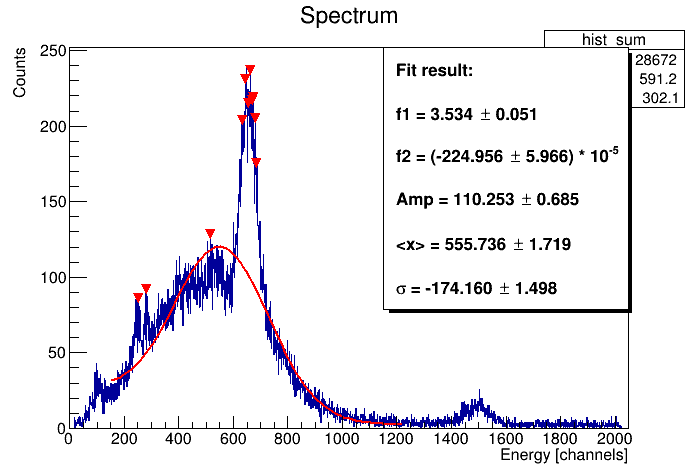 Spectrum
hist_sum
28672
591.2
302.1
Fit result:
f1 = 3.534 ± 0.051
f2 = (-224.956 ± 5.966) * 10-5
Amp = 110.253 ± 0.685
<x> = 555.736 ± 1.719
σ = -174.160 ± 1.498
Counts
250
200
150
100
50
0
0 200 400 600 800 1000 1200 1400 1600 1800 2000
Energy [channels]